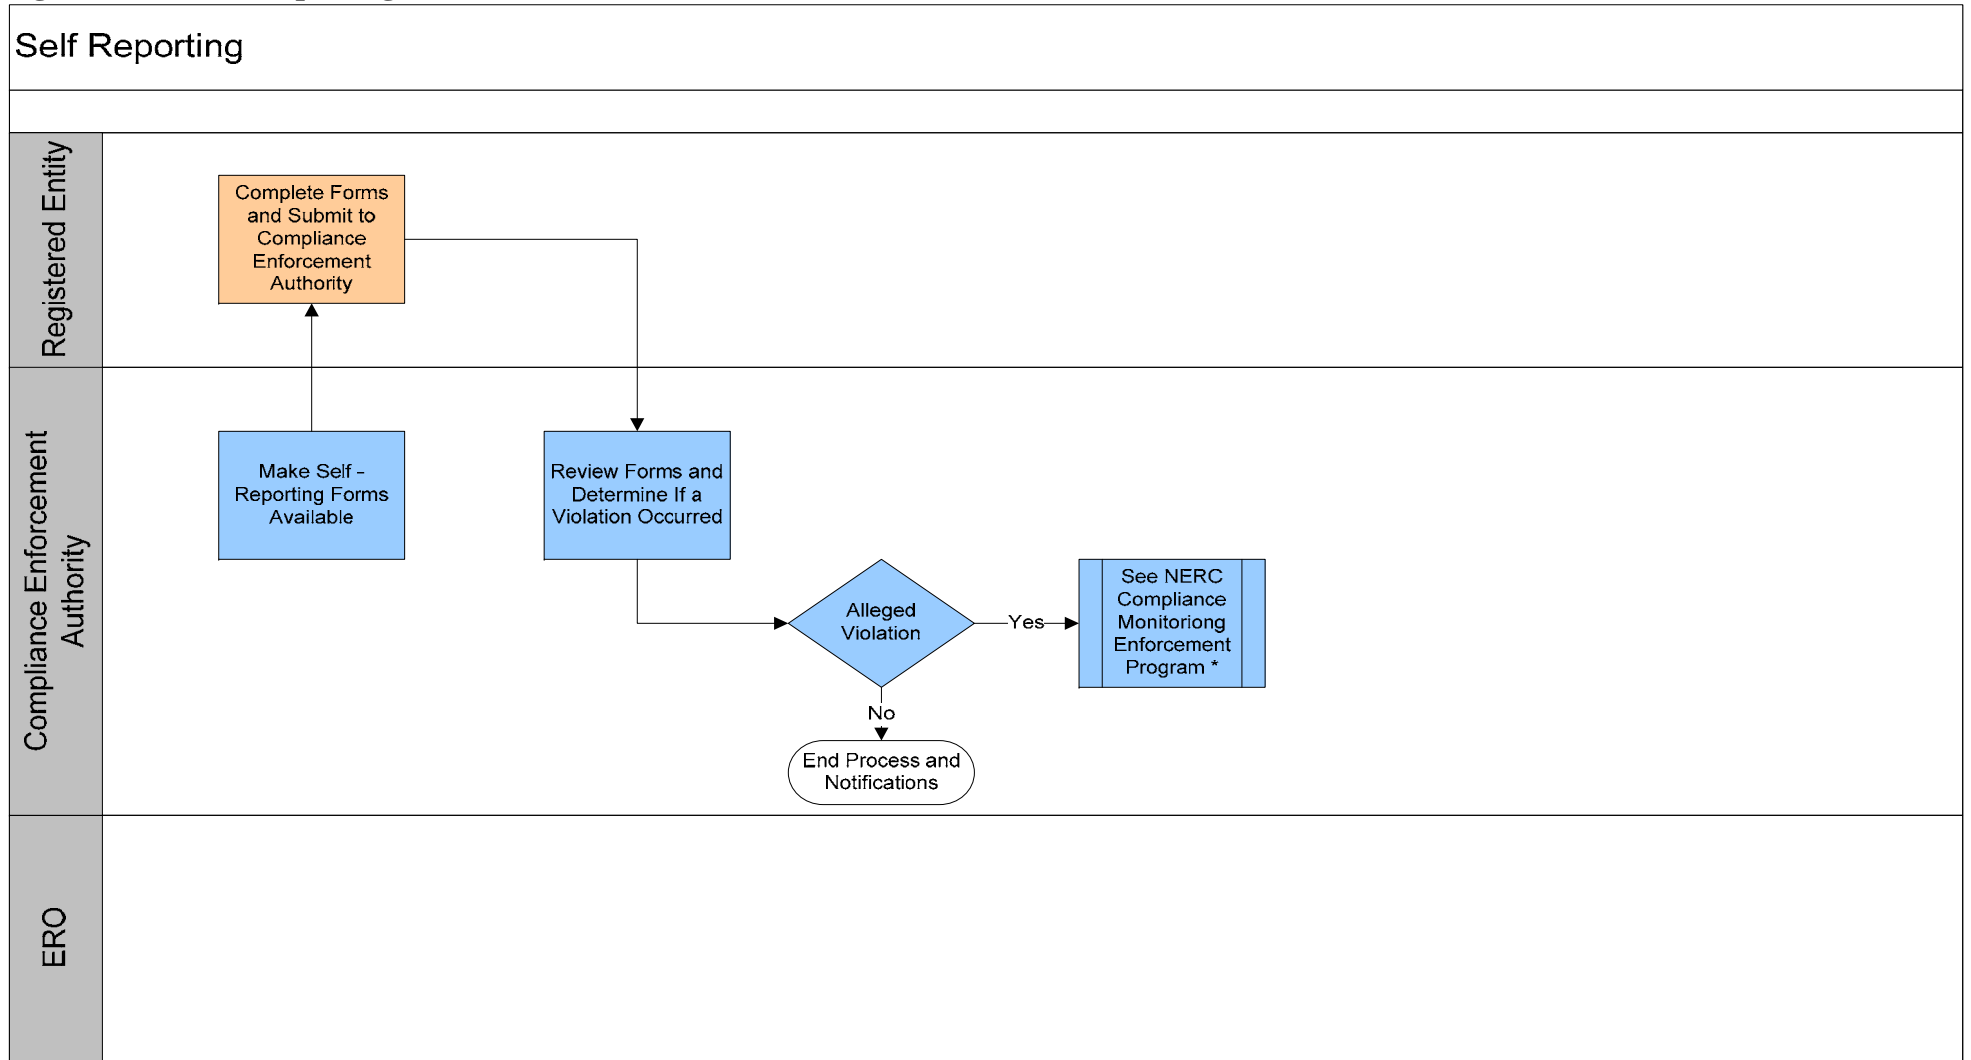 Self Reporting
Registered Entity
Complete Forms
and Submit to
Compliance
Enforcement
Authority
Compliance Enforcement
Authority
Make Self -
Reporting Forms
Available
Review Forms and
Determine If a
Violation Occurred
Alleged
Violation
Yes
See NERC
Compliance
Monitoriong
Enforcement
Program *
No
End Process and
Notifications
ERO